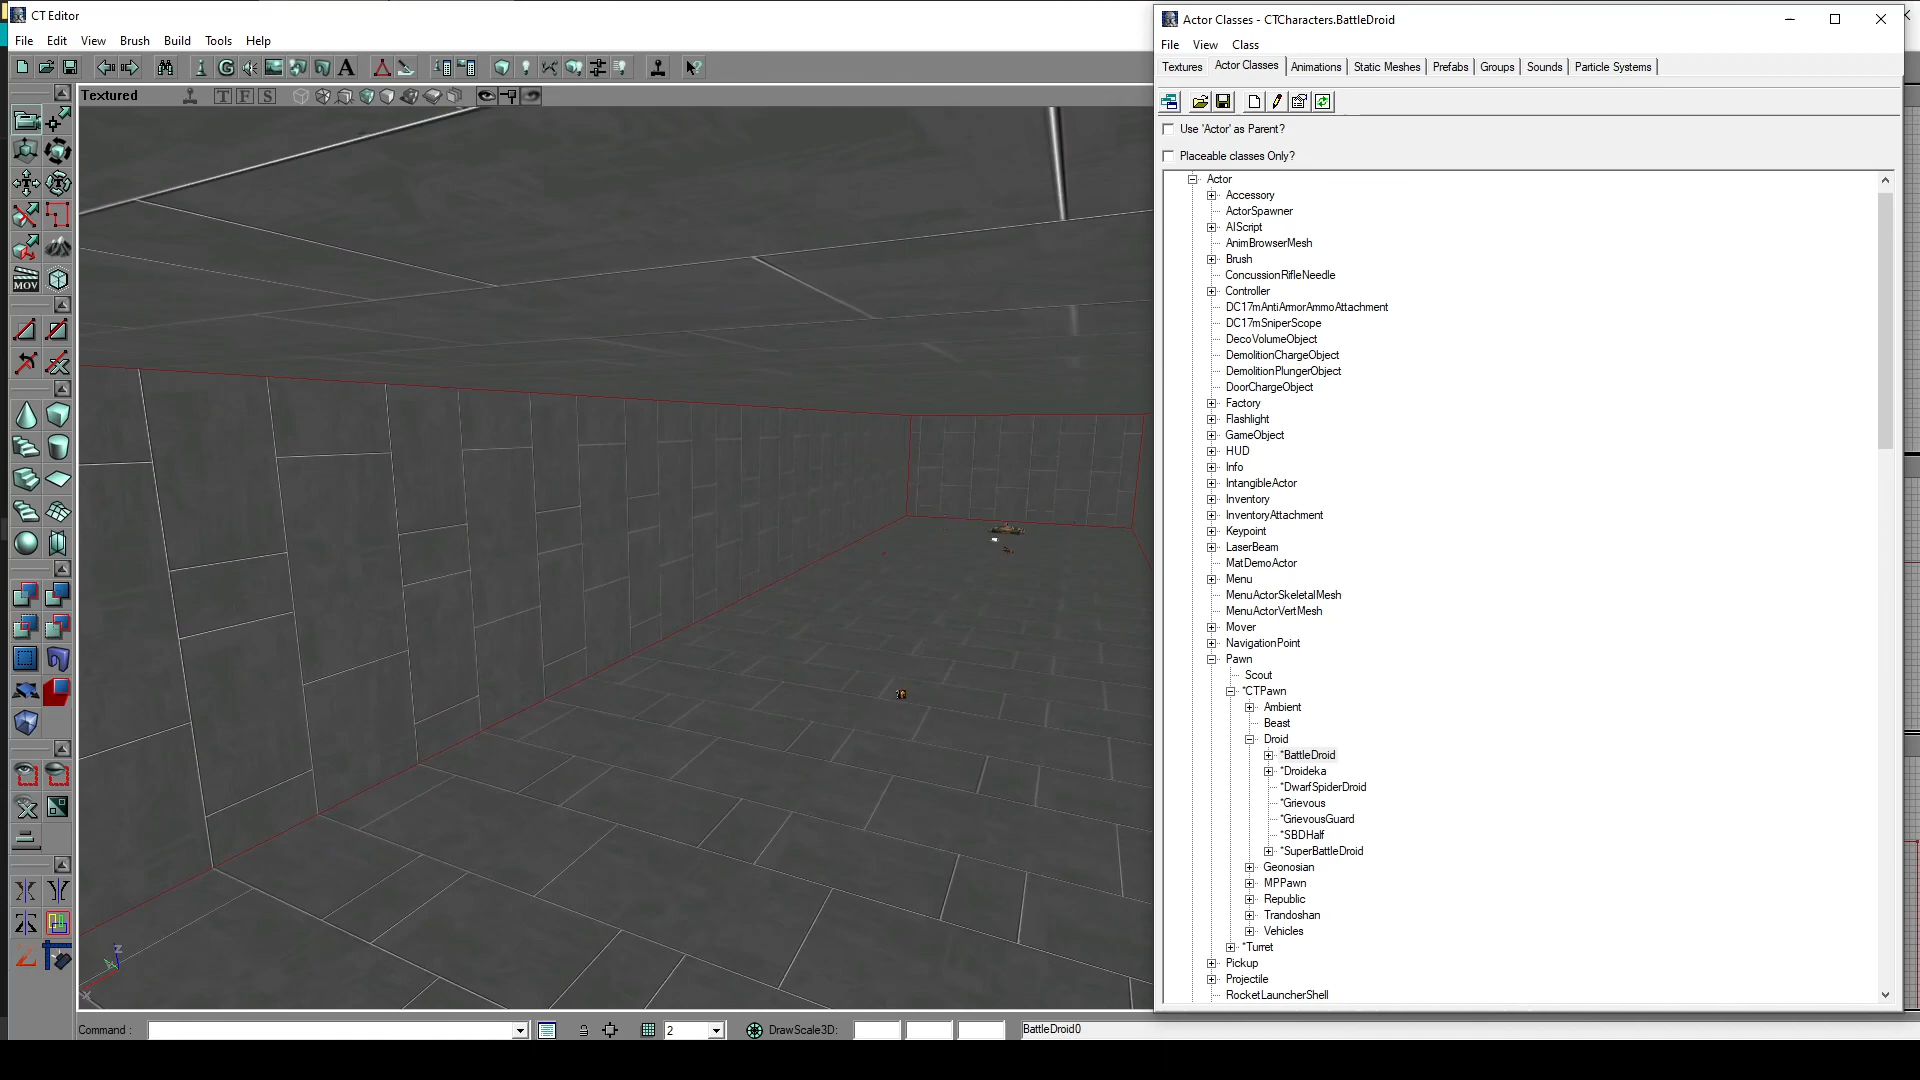 CT Editor
File Edit View Brush Build Tools Help
Textured
T F S
MOV
Command :
2
DrawScale3D:
BattleDroid0
Z
X
Actor Classes - CTCharacters.BattleDroid
File View Class
Textures Actor Classes Animations Static Meshes Prefabs Groups Sounds Particle Systems
Use 'Actor' as Parent?
Placeable classes Only?
Actor
Accessory
ActorSpawner
AIScript
AnimBrowserMesh
Brush
ConcussionRifleNeedle
Controller
DC17mAntiArmorAmmoAttachment
DC17mSniperScope
DecoVolumeObject
DemolitionChargeObject
DemolitionPlungerObject
DoorChargeObject
Factory
Flashlight
GameObject
HUD
Info
IntangibleActor
Inventory
InventoryAttachment
Keypoint
LaserBeam
MatDemoActor
Menu
MenuActorSkeletalMesh
MenuActorVertMesh
Mover
NavigationPoint
Pawn
Scout
*CTPawn
Ambient
Beast
Droid
*BattleDroid
*Droideka
*DwarfSpiderDroid
*Grievous
*GrievousGuard
*SBDHalf
*SuperBattleDroid
Geonosian
MPPawn
Republic
Trandoshan
Vehicles
*Turret
Pickup
Projectile
RocketLauncherShell